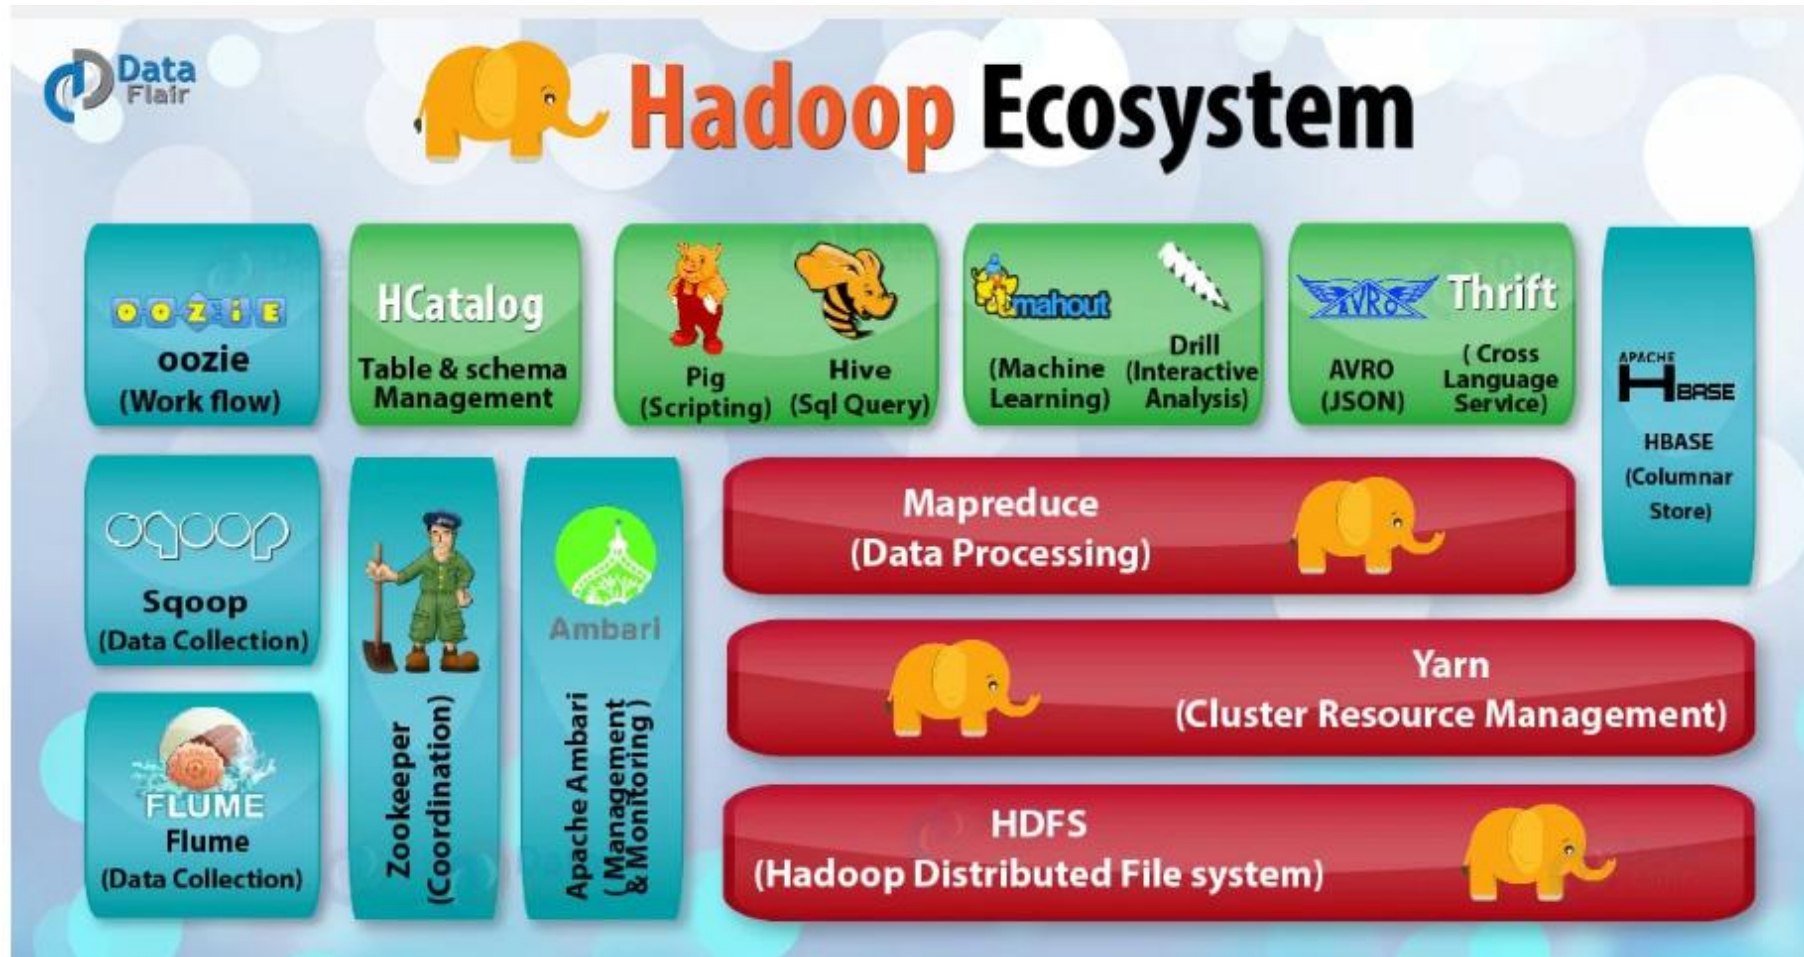 Data
Flair
Hadoop Ecosystem
OOZIE
oozie
(Work flow)
HCatalog
Table & schema
Management
Pig
(Scripting)
Hive
(Sql Query)
mahout
(Machine
Learning)
Drill
(Interactive
Analysis)
AVRO
AVRO
(JSON)
Thrift
( Cross
Language
Service)
APACHE
HBASE
HBASE
(Columnar
Store)
sqoop
Sqoop
(Data Collection)
FLUME
Flume
(Data Collection)
Zookeeper
(Coordination)
Ambari
Apache Ambari
( Management
& Monitoring )
Mapreduce
(Data Processing)
Yarn
(Cluster Resource Management)
HDFS
(Hadoop Distributed File system)